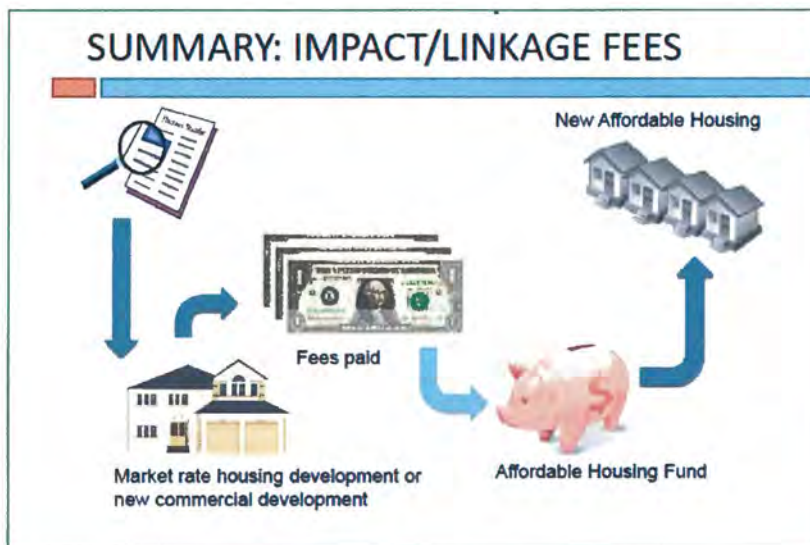 SUMMARY: IMPACT/LINKAGE FEES
New Affordable Housing
Fees paid
Market rate housing development or
new commercial development
Affordable Housing Fund